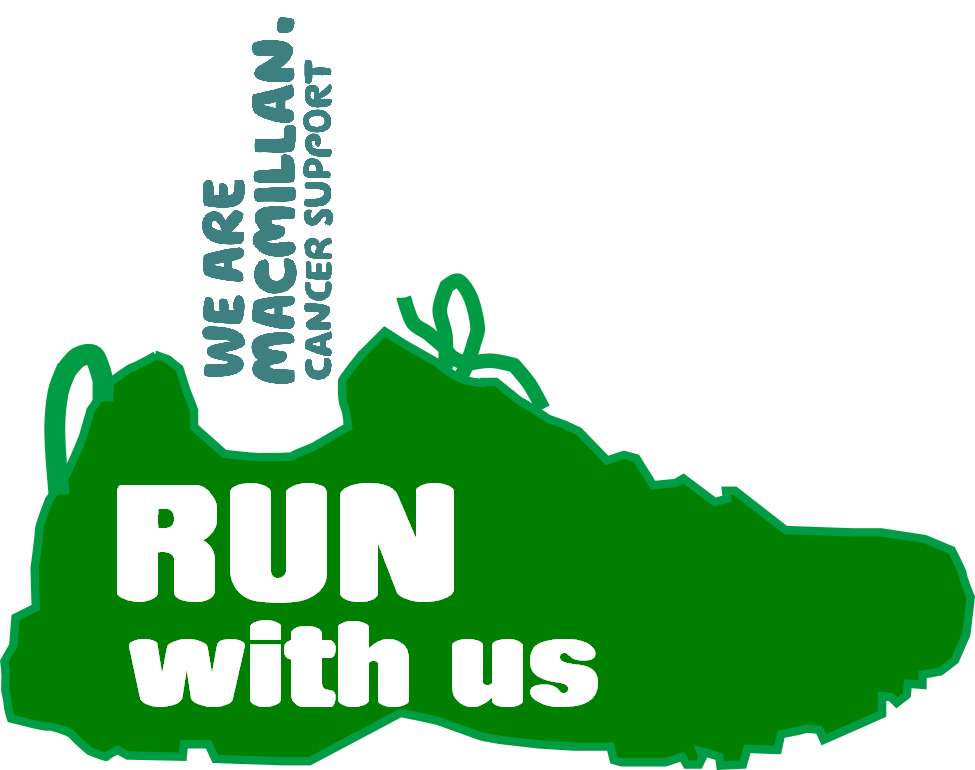 WE ARE
MACMILLAN.
CANCER SUPPORT
RUN
with us